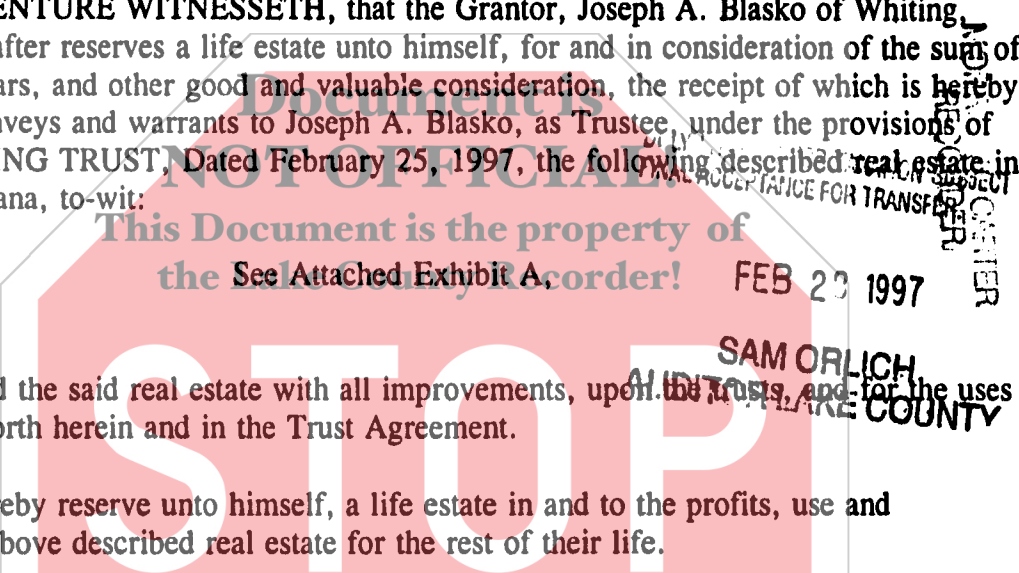 ENTURE WITNESSETH, that the Grantor, Joseph A. Blasko of Whiting,
after reserves a life estate unto himself, for and in consideration of the sum of
ars, and other good and valuable consideration, the receipt of which is hereby
nveys and warrants to Joseph A. Blasko, as Trustee, under the provisions of
ING TRUST, Dated February 25, 1997, the following described real estate in
ana, to-wit:
Document is
NOT OFFICIAL!
This Document is the property of
the Lake County Recorder!
See Attached Exhibit A,
FINAL ACCEPTANCE FOR TRANSFER
RECORDER
FEB 1997
SAM ORLICH
AUDITOR LAKE COUNTY
d the said real estate with all improvements, upon the trusts, and for the uses
orth herein and in the Trust Agreement.
eby reserve unto himself, a life estate in and to the profits, use and
above described real estate for the rest of their life.
STOP